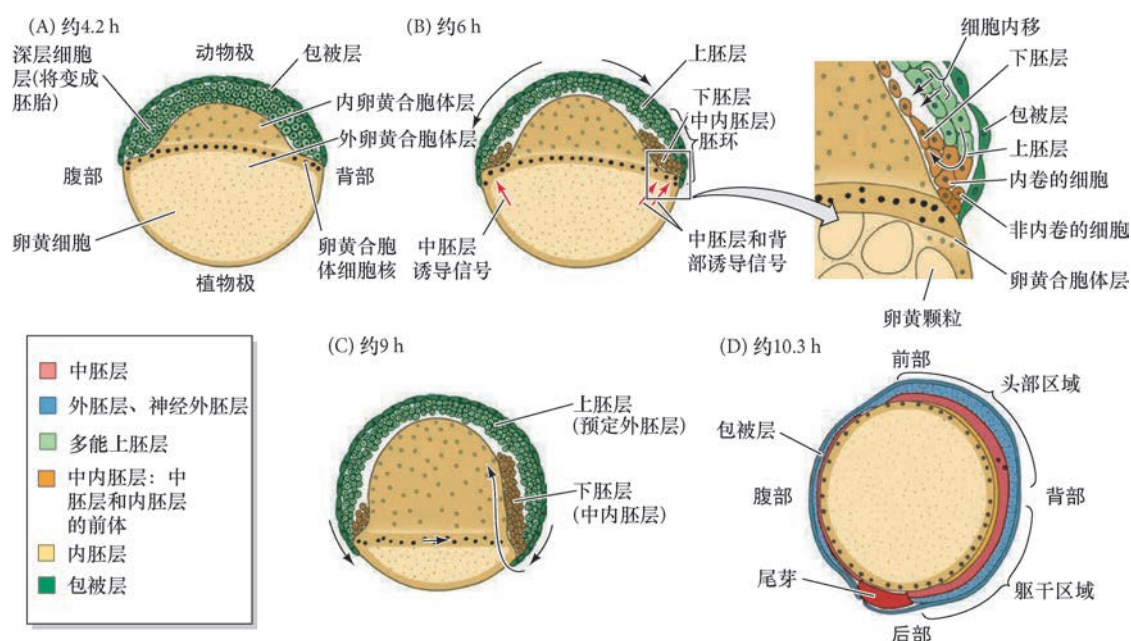 (A) 约4.2 h
深层细胞
层(将变成
胚胎)
动物极
包被层
内卵黄合胞体层
外卵黄合胞体层
腹部
背部
卵黄细胞
卵黄合胞
体细胞核
植物极
(B) 约6 h
上胚层
下胚层
(中内胚层)
胚环
中胚层
诱导信号
中胚层和背
部诱导信号
细胞内移
下胚层
包被层
上胚层
内卷的细胞
非内卷的细胞
卵黄合胞体层
卵黄颗粒
中胚层
外胚层、神经外胚层
多能上胚层
中内胚层：中
胚层和内胚层
的前体
内胚层
包被层
(C) 约9 h
上胚层
(预定外胚层)
下胚层
(中内胚层)
(D) 约10.3 h
前部
头部区域
包被层
腹部
背部
尾芽
躯干区域
后部